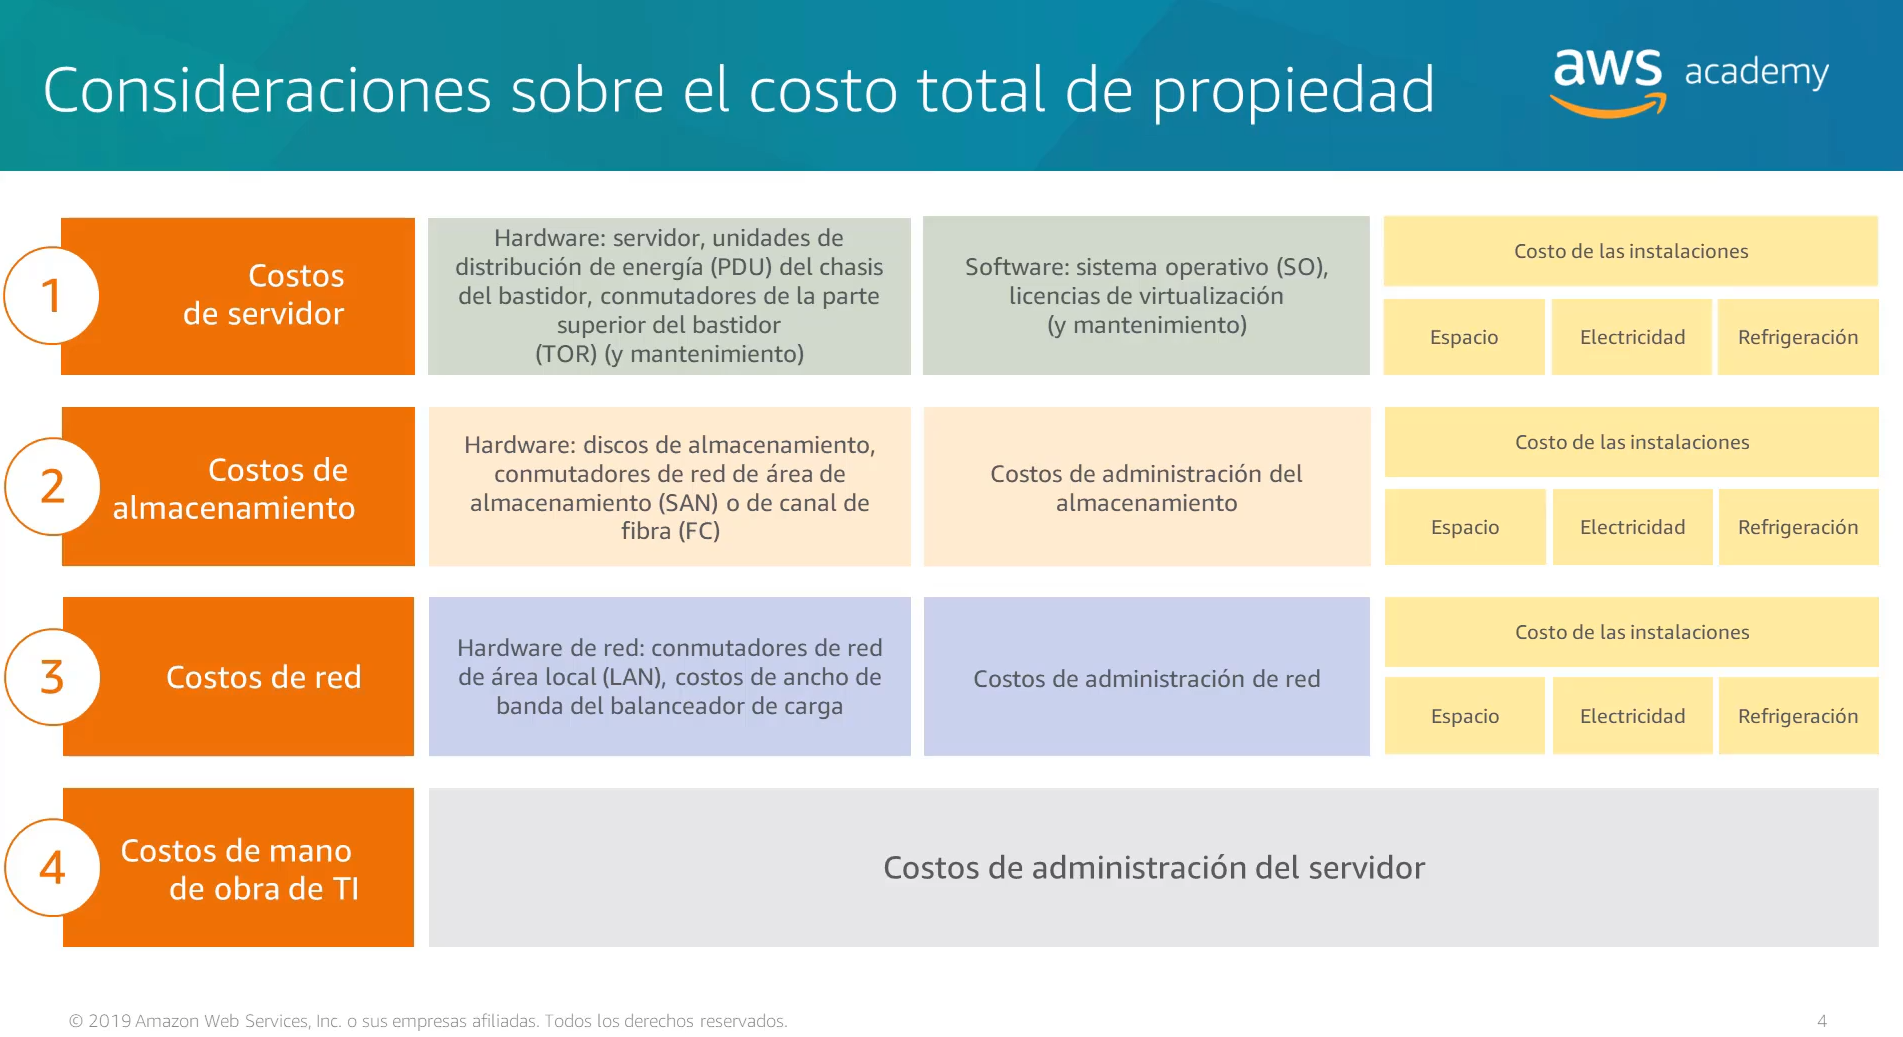 Consideraciones sobre el costo total de propiedad
aws academy
1
Costos
de servidor
Hardware: servidor, unidades de
distribución de energía (PDU) del chasis
del bastidor, conmutadores de la parte
superior del bastidor
(TOR) (y mantenimiento)
Software: sistema operativo (SO),
licencias de virtualización
(y mantenimiento)
Costo de las instalaciones
Espacio
Electricidad
Refrigeración
2
Costos de
almacenamiento
Hardware: discos de almacenamiento,
conmutadores de red de área de
almacenamiento (SAN) o de canal de
fibra (FC)
Costos de administración del
almacenamiento
Costo de las instalaciones
Espacio
Electricidad
Refrigeración
3
Costos de red
Hardware de red: conmutadores de red
de área local (LAN), costos de ancho de
banda del balanceador de carga
Costos de administración de red
Costo de las instalaciones
Espacio
Electricidad
Refrigeración
4
Costos de mano
de obra de TI
Costos de administración del servidor
© 2019 Amazon Web Services, Inc. o sus empresas afiliadas. Todos los derechos reservados.
4